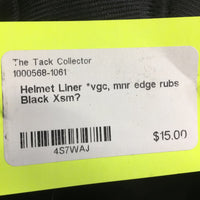 The Tack Collector
1000568-1061
Helmet Liner *vgc, mnr edge rubs
Black Xsm?
$15.00
4S7WAJ